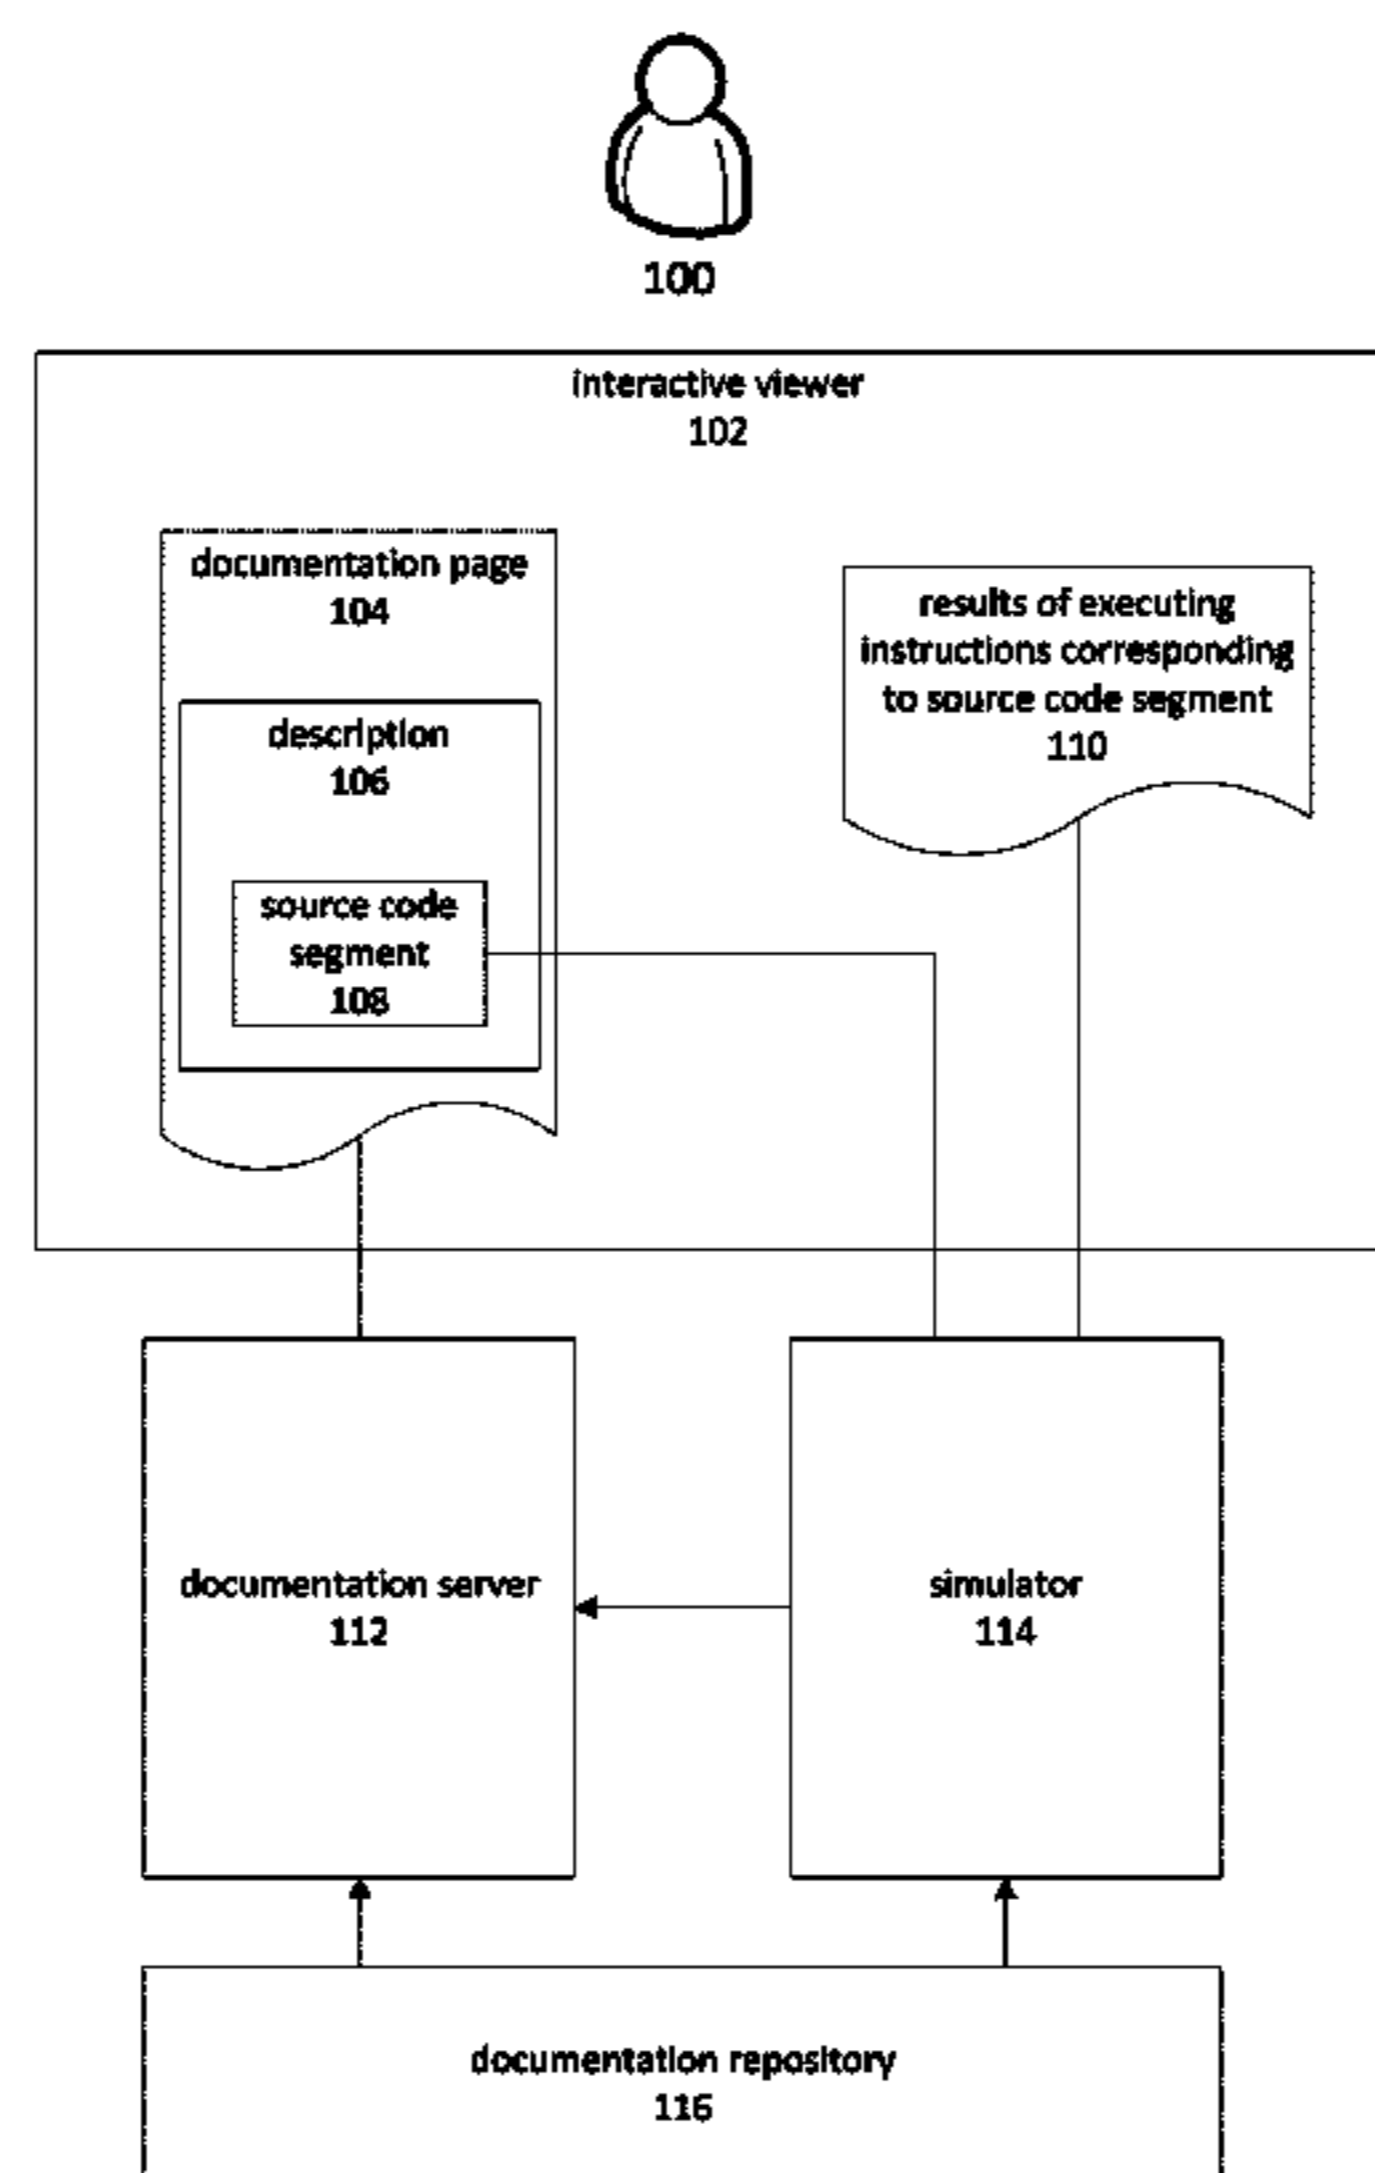 100
interactive viewer
102
documentation page
104
description
106
source code
segment
108
results of executing
instructions corresponding
to source code segment
110
documentation server
112
simulator
114
documentation repository
116